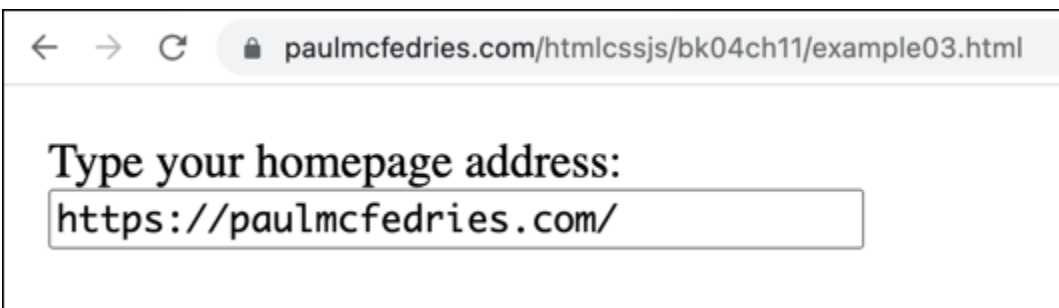 paulmcfedries.com/htmlcssjs/bk04ch11/example03.html
Type your homepage address:
https://paulmcfedries.com/